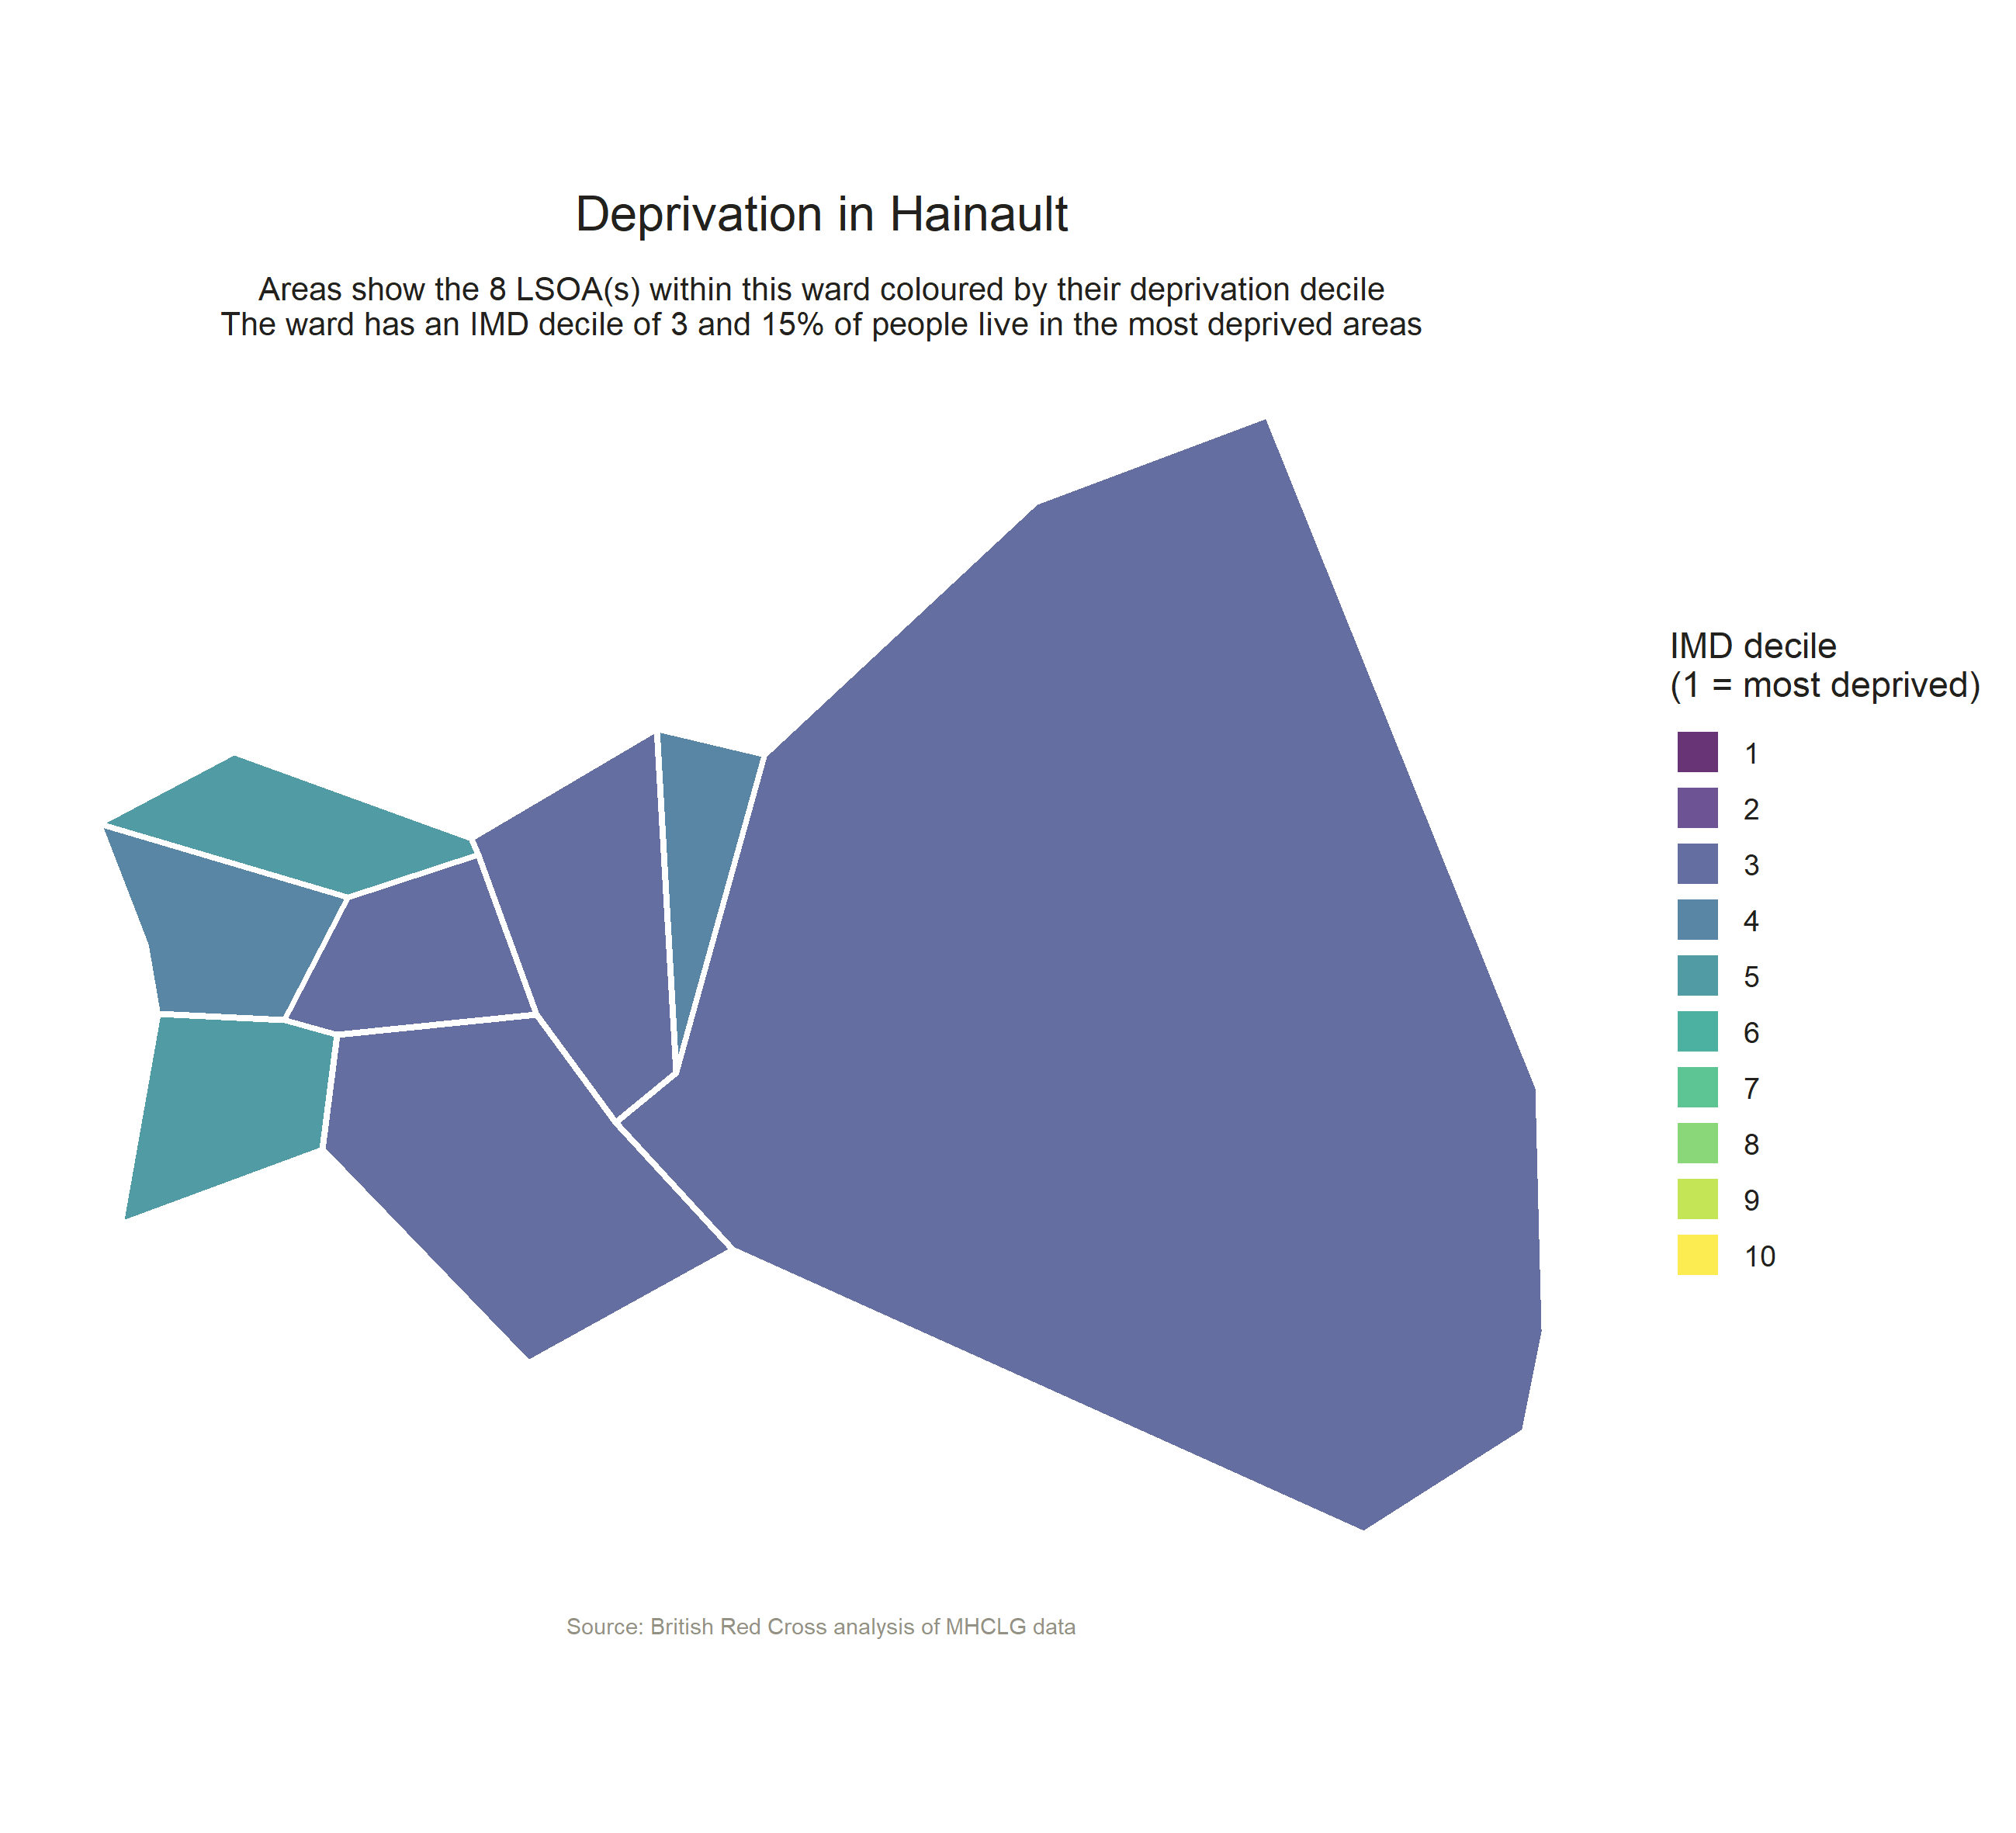 Deprivation in Hainault
Areas show the 8 LSOA(s) within this ward coloured by their deprivation decile
The ward has an IMD decile of 3 and 15% of people live in the most deprived areas
IMD decile
(1 = most deprived)
1
2
3
4
5
6
7
8
9
10
Source: British Red Cross analysis of MHCLG data